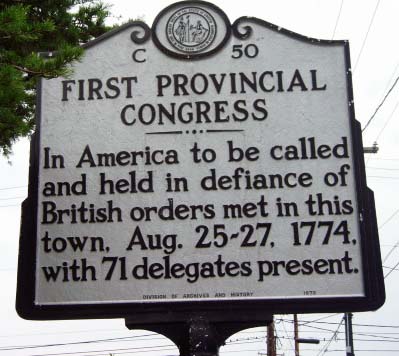 C 50
FIRST PROVINCIAL
CONGRESS
In America to be called
and held in defiance of
British orders met in this
town, Aug. 25-27, 1774,
with 71 delegates present.
DIVISION OF ARCHIVES AND HISTORY 1973